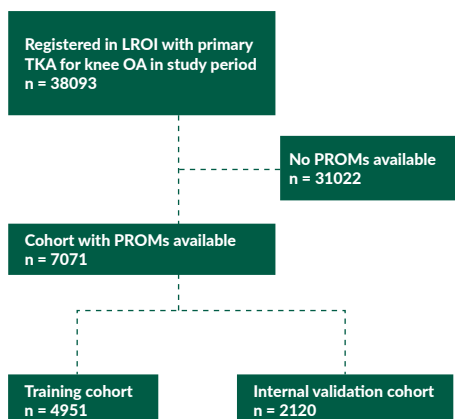 Registered in LROI with primary
TKA for knee OA in study period
n = 38093
No PROMs available
n = 31022
Cohort with PROMs available
n = 7071
Training cohort
n = 4951
Internal validation cohort
n = 2120